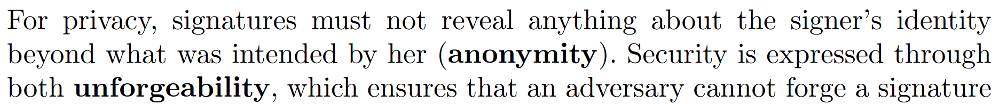 For privacy, signatures must not reveal anything about the signer's identity
beyond what was intended by her (anonymity). Security is expressed through
both unforgeability, which ensures that an adversary cannot forge a signature